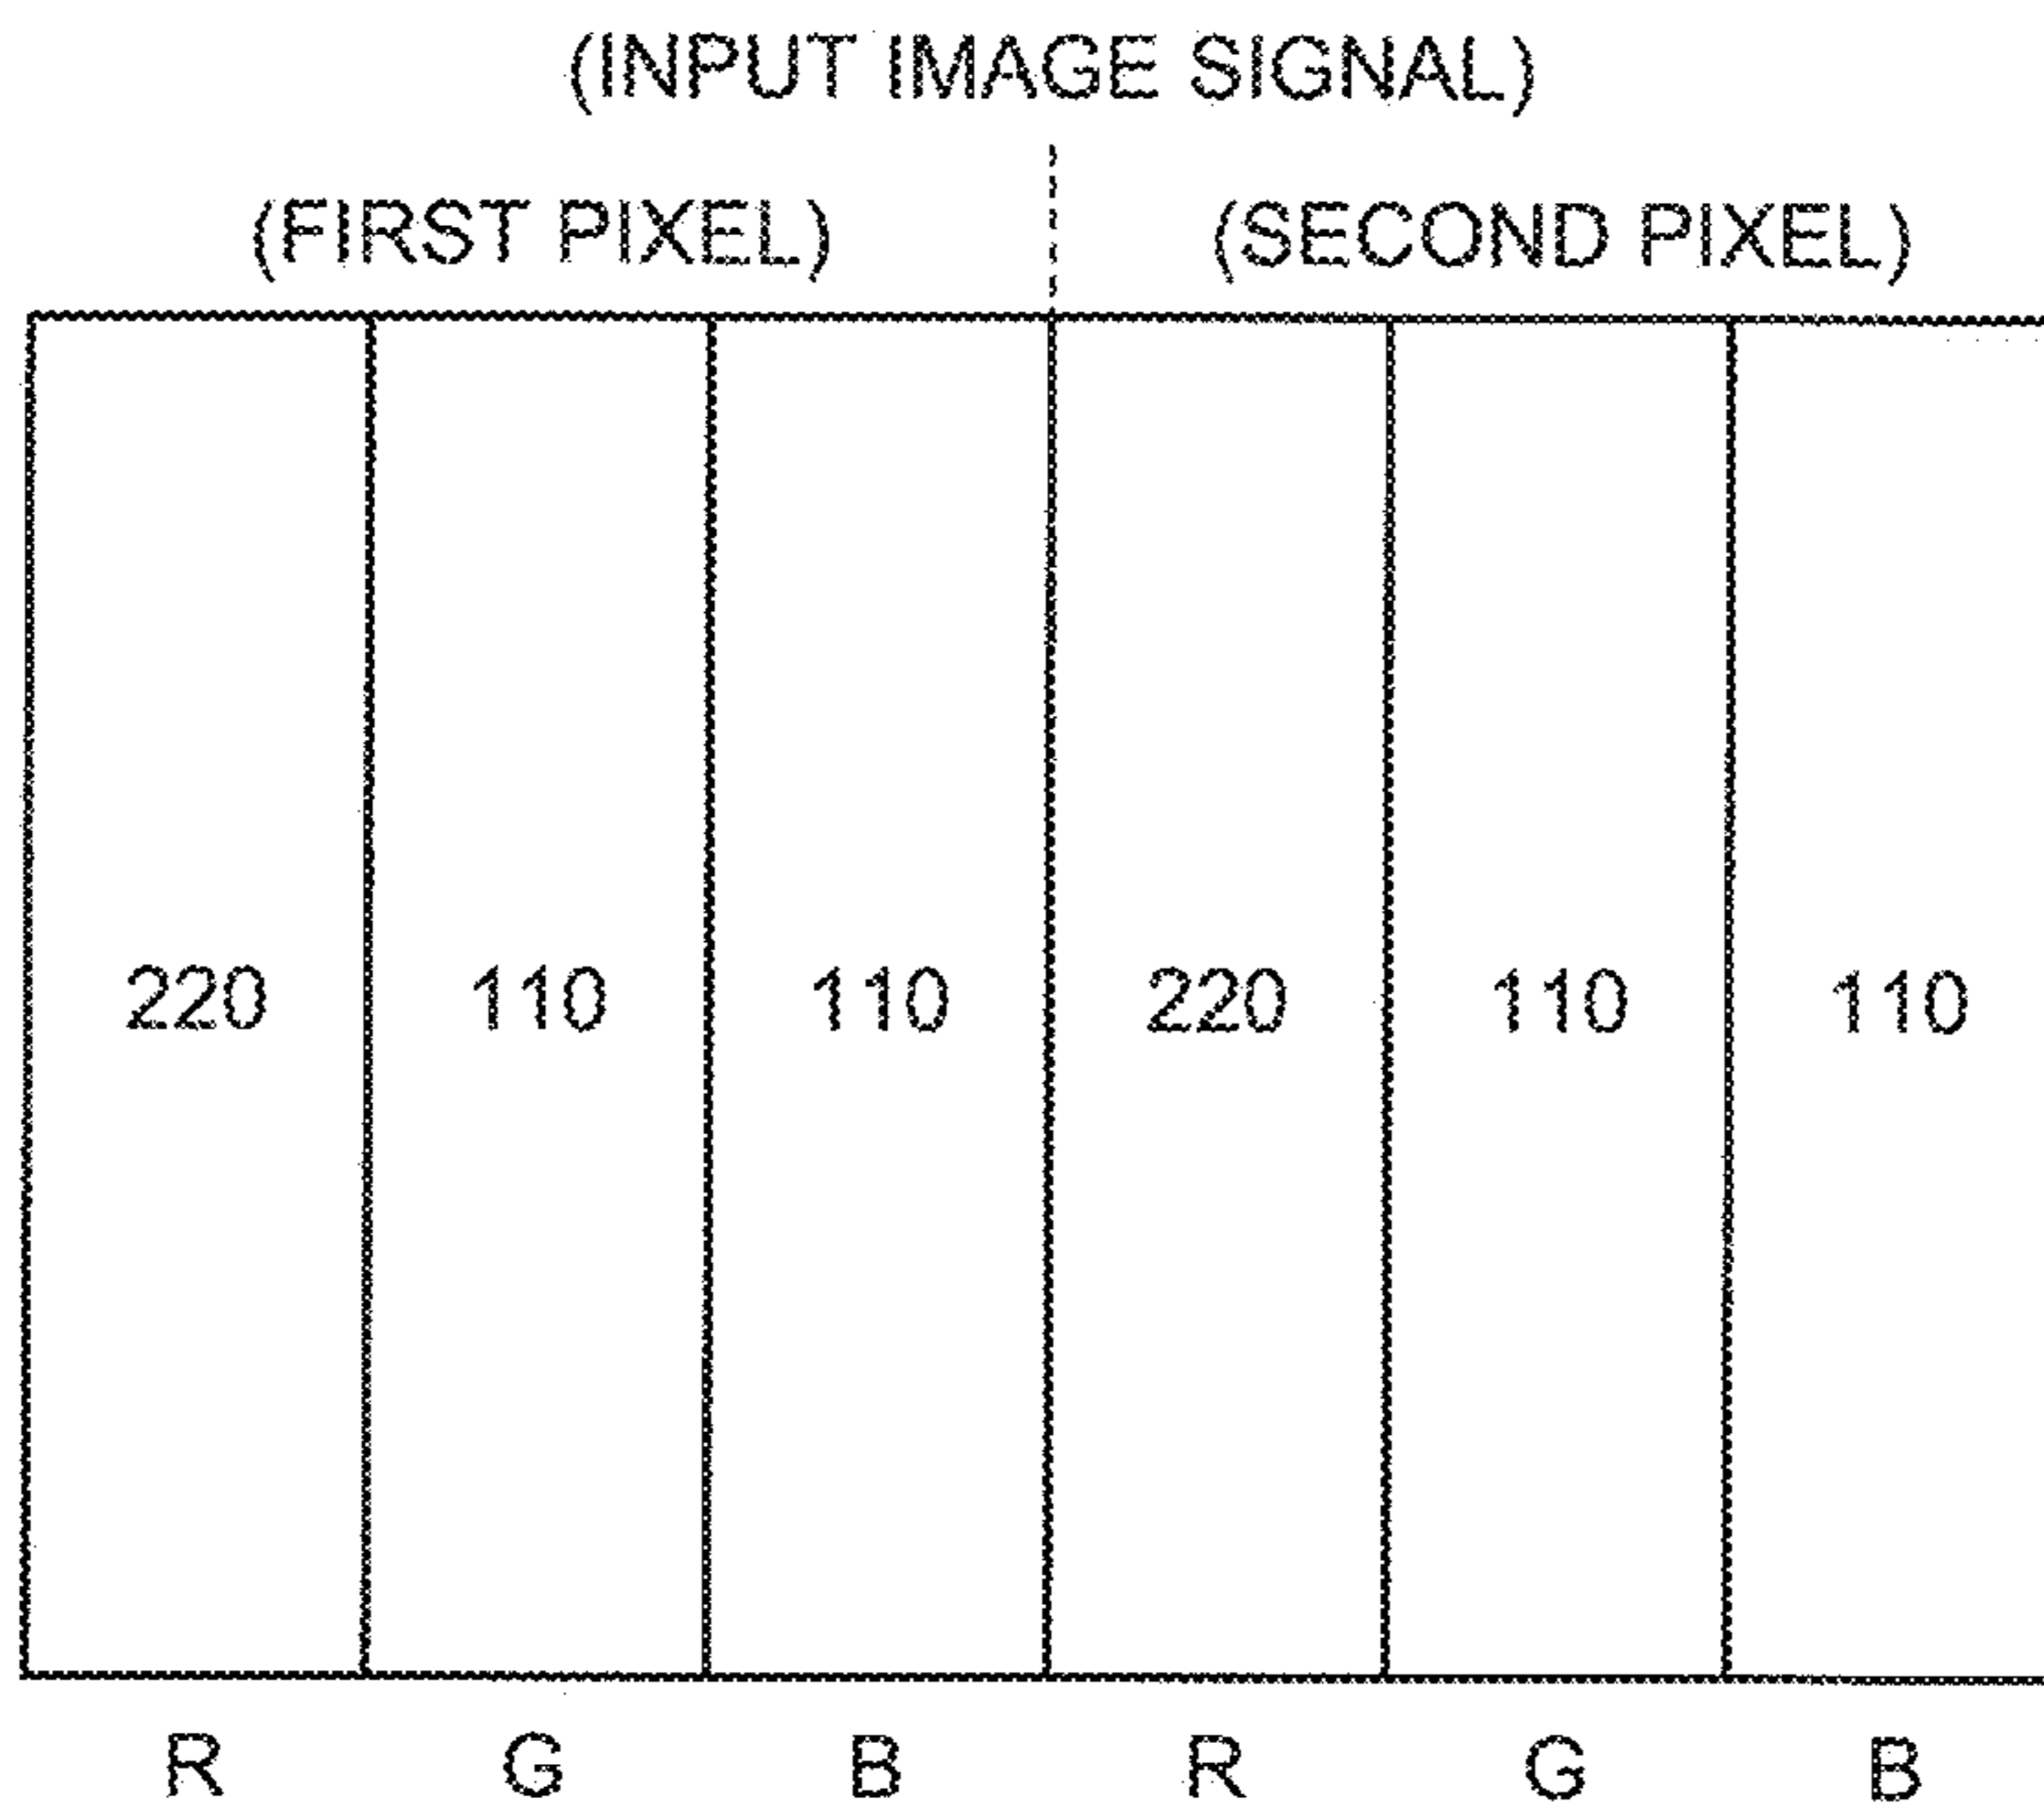 (INPUT IMAGE SIGNAL)
(FIRST PIXEL) (SECOND PIXEL)
220 110 110 220 110 110
R G B R G B